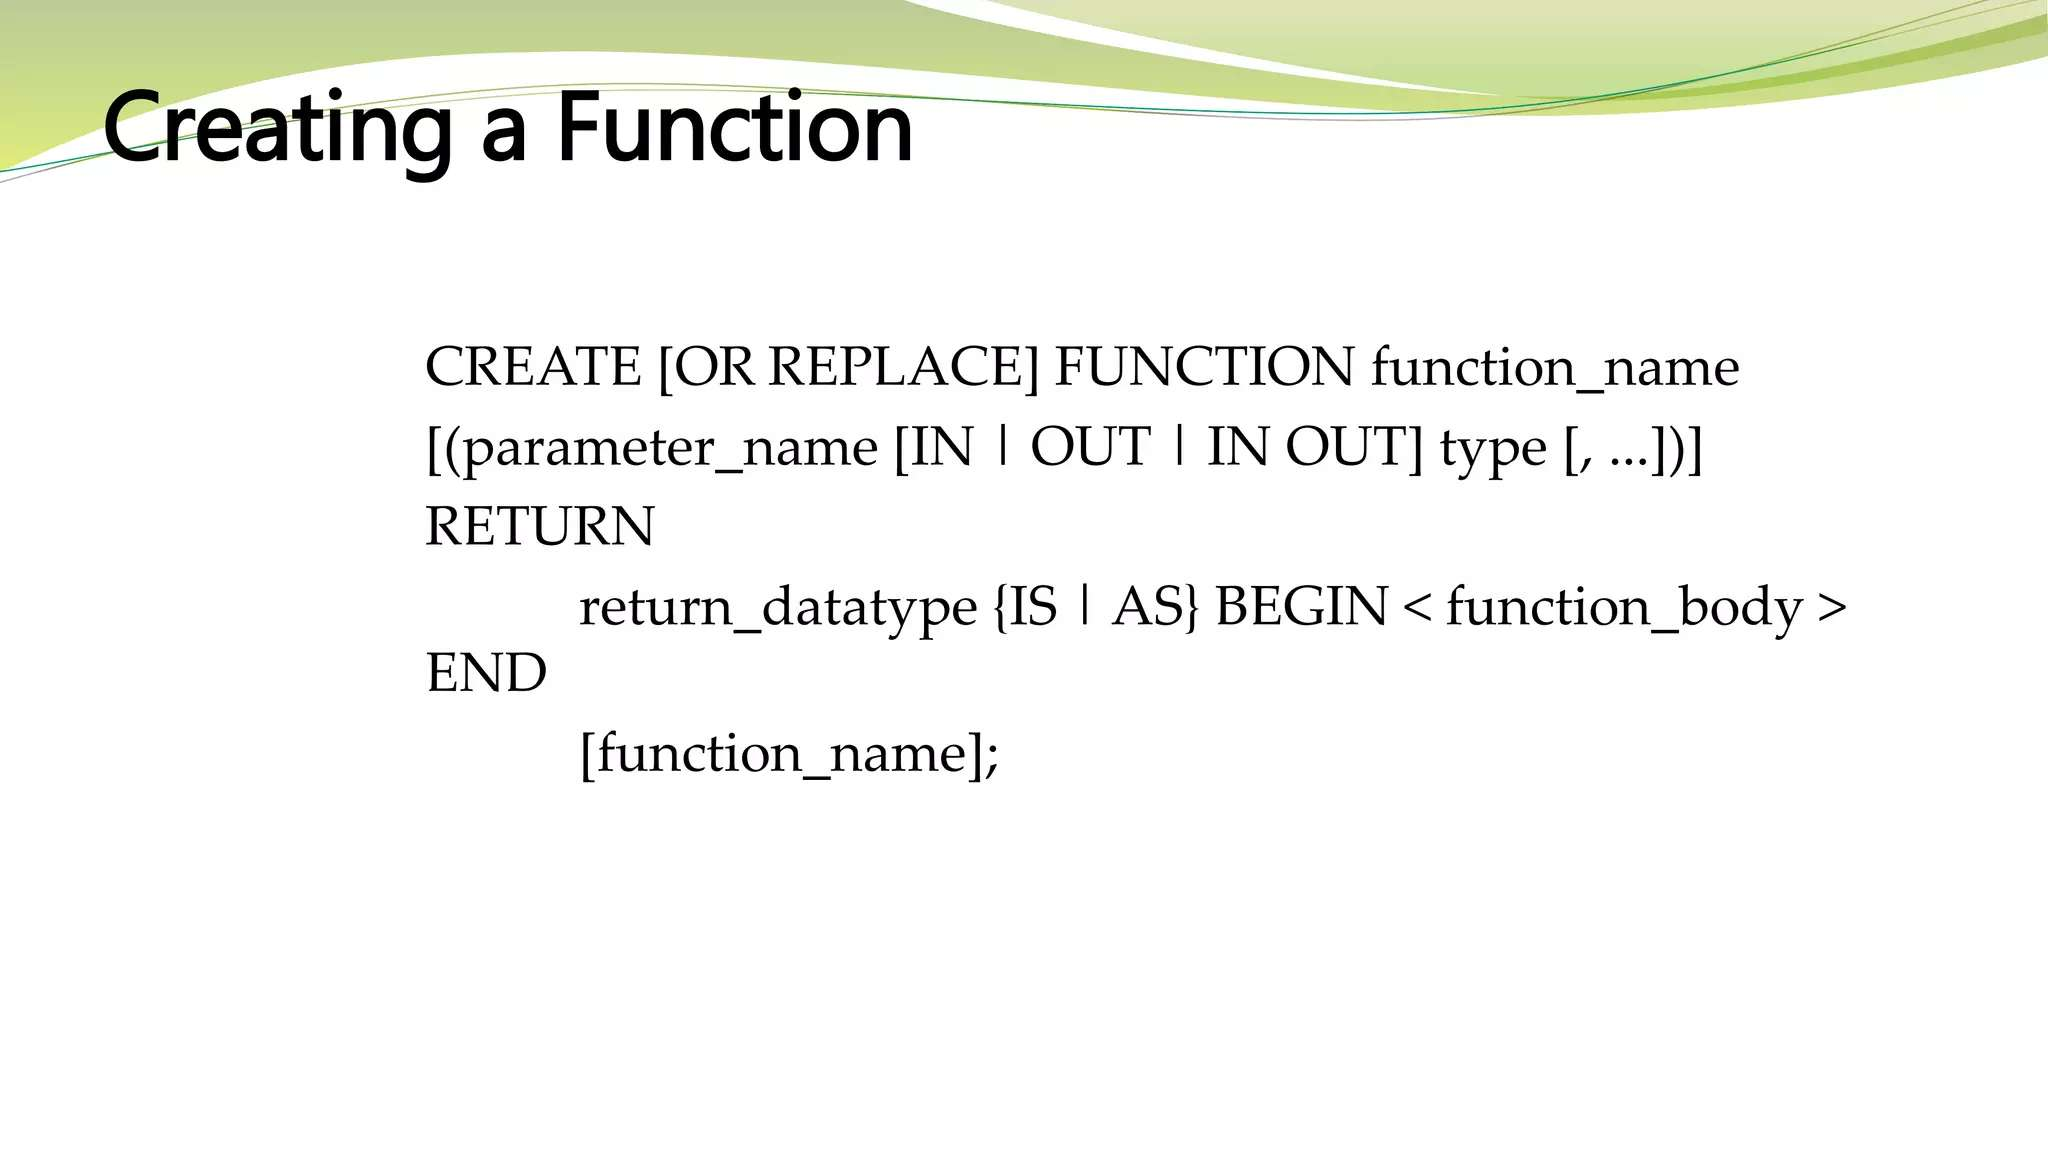 Creating a Function
CREATE [OR REPLACE] FUNCTION function_name
[(parameter_name [IN | OUT | IN OUT] type [, ...])]
RETURN
return_datatype {IS | AS} BEGIN < function_body >
END
[function_name];